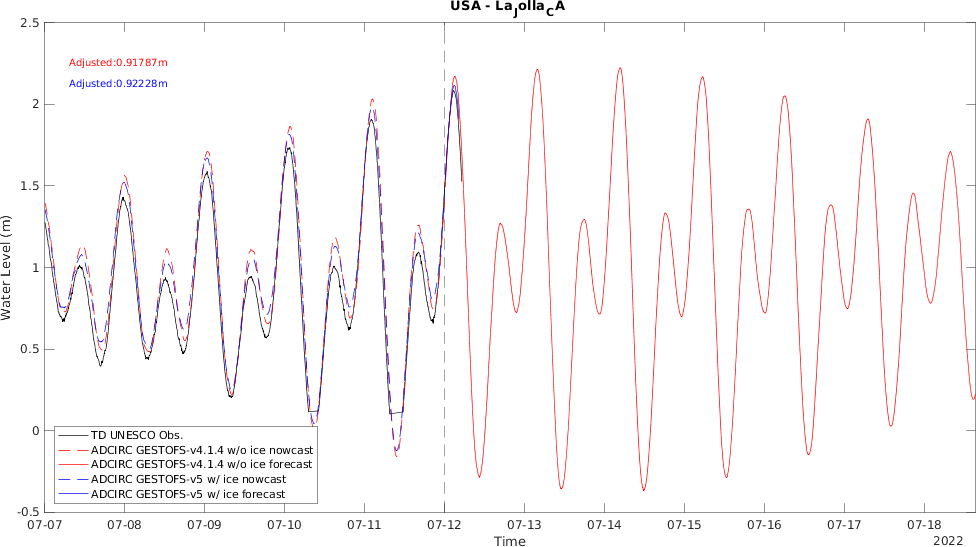 USA - LaJollaCA
Adjusted:0.91787m
Adjusted:0.92228m
2.5
2
1.5
1
0.5
0
-0.5
Water Level (m)
TD UNESCO Obs.
ADCIRC GESTOFS-v4.1.4 w/o ice nowcast
ADCIRC GESTOFS-v4.1.4 w/o ice forecast
ADCIRC GESTOFS-v5 w/ ice nowcast
ADCIRC GESTOFS-v5 w/ ice forecast
07-07 07-08 07-09 07-10 07-11 07-12 07-13 07-14 07-15 07-16 07-17 07-18
Time
2022